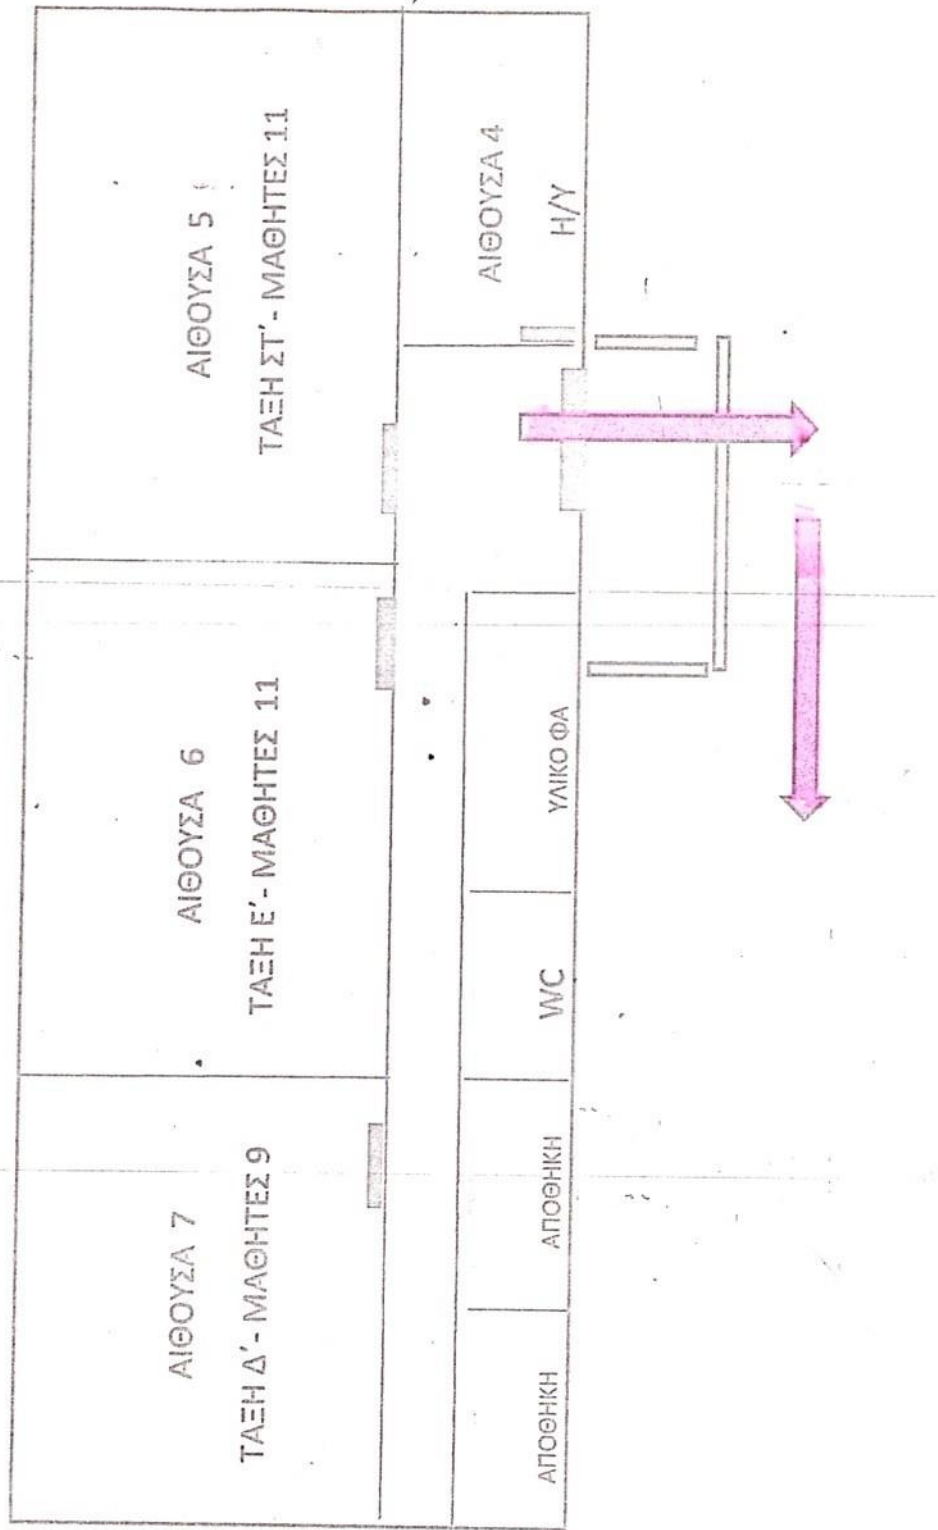 ΑΙΘΟΥΣΑ 7
ΤΑΞΗ Δ΄- ΜΑΘΗΤΕΣ 9
ΑΙΘΟΥΣΑ 6
ΤΑΞΗ Ε΄- ΜΑΘΗΤΕΣ 11
ΑΙΘΟΥΣΑ 5
ΤΑΞΗ ΣΤ΄- ΜΑΘΗΤΕΣ 11
ΑΙΘΟΥΣΑ 4
Η/Υ
ΑΠΟΘΗΚΗ
ΑΠΟΘΗΚΗ
WC
ΥΛΙΚΟ ΦΑ